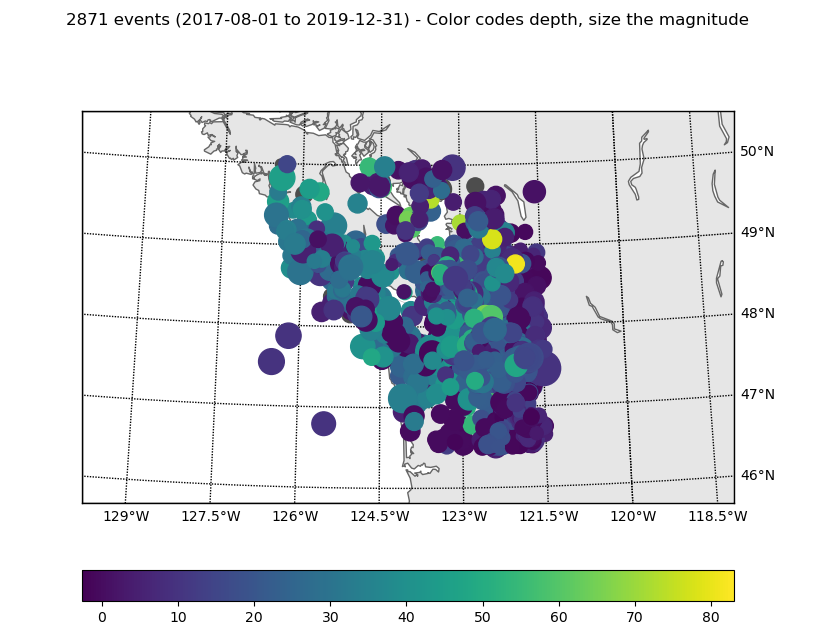 2871 events (2017-08-01 to 2019-12-31) - Color codes depth, size the magnitude
50°N
49°N
48°N
47°N
46°N
129°W 127.5°W 126°W 124.5°W 123°W 121.5°W 120°W 118.5°W
0 10 20 30 40 50 60 70 80